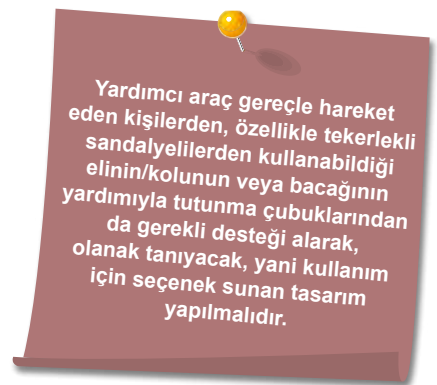 Yardımcı araç gereçle hareket
eden kişilerden, özellikle tekerlekli
sandalyelilerden kullanabildiği
elinin/kolunun veya bacağının
yardımıyla tutunma çubuklarından
da gerekli desteği alarak,
olanak tanıyacak, yani kullanım
için seçenek sunan tasarım
yapılmalıdır.